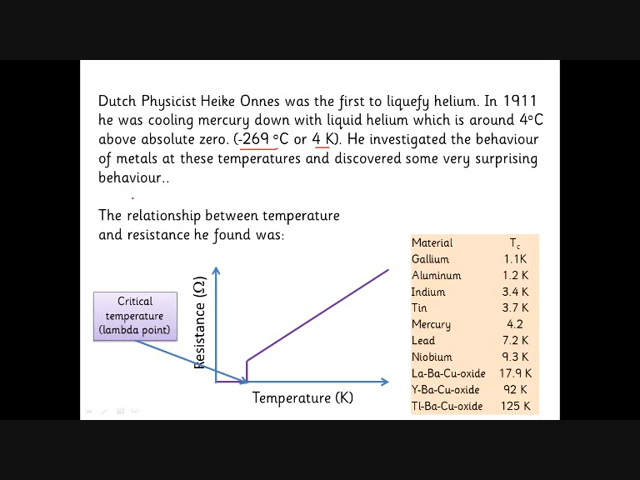 Dutch Physicist Heike Onnes was the first to liquefy helium. In 1911
he was cooling mercury down with liquid helium which is around 4ºC
above absolute zero. (-269 ºC or 4 K). He investigated the behaviour
of metals at these temperatures and discovered some very surprising
behaviour..
The relationship between temperature
and resistance he found was:
Critical
temperature
(lambda point)
Resistance (Ω)
Temperature (K)
Material Tc
Gallium 1.1K
Aluminum 1.2 K
Indium 3.4 K
Tin 3.7 K
Mercury 4.2
Lead 7.2 K
Niobium 9.3 K
La-Ba-Cu-oxide 17.9 K
Y-Ba-Cu-oxide 92 K
Tl-Ba-Cu-oxide 125 K